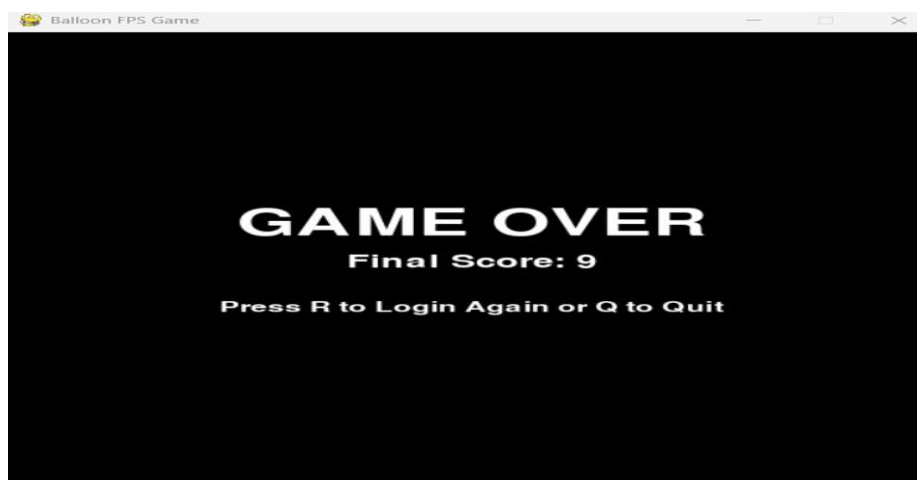 Balloon FPS Game
GAME OVER
Final Score: 9
Press R to Login Again or Q to Quit